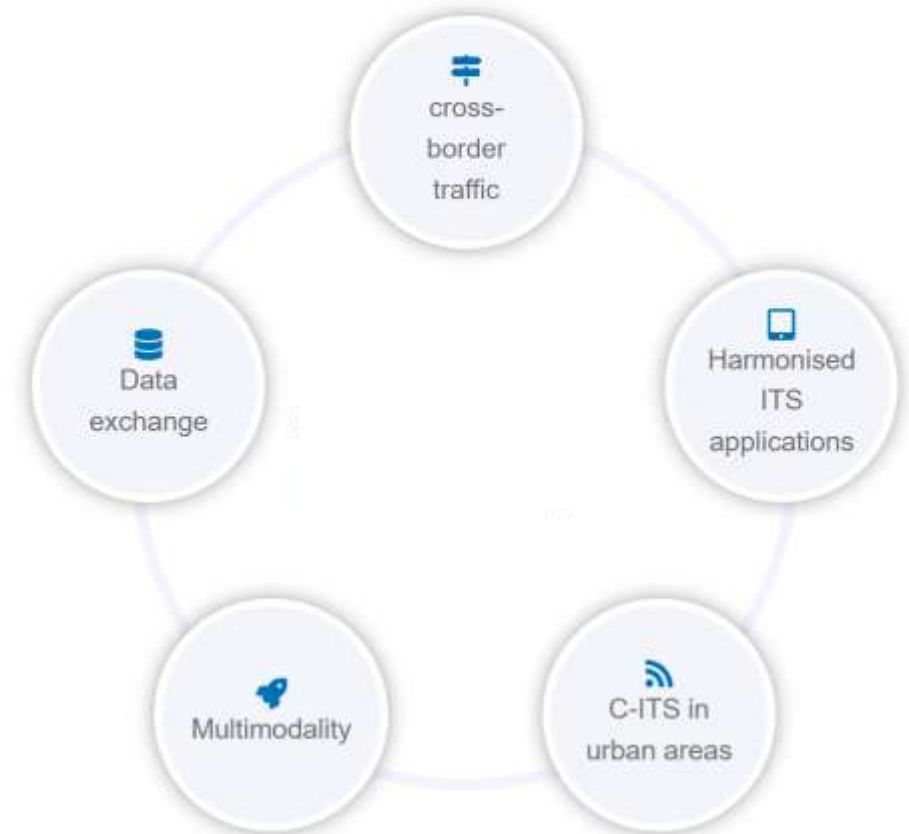 cross-
border
traffic
Harmonised
ITS
applications
Data
exchange
C-ITS in
urban areas
Multimodality